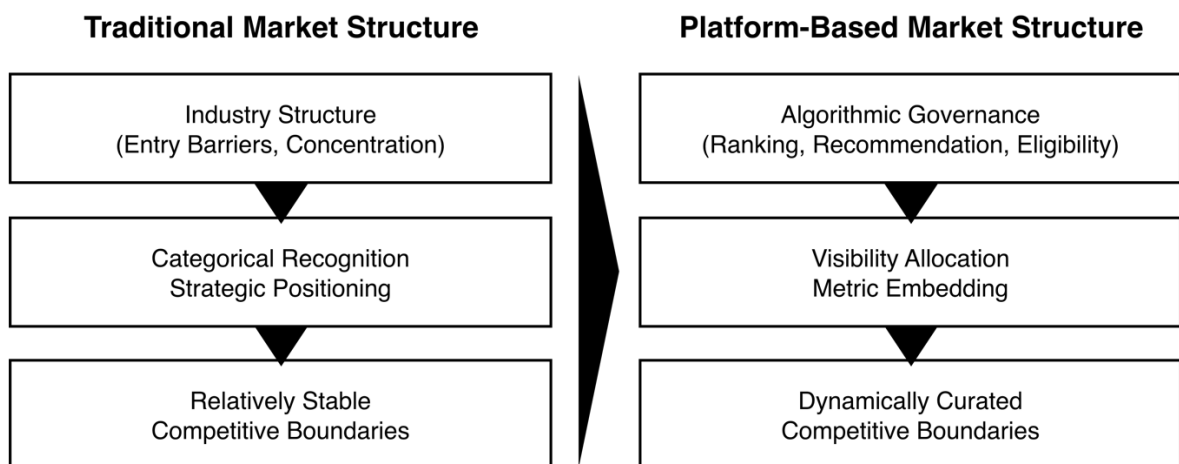 Traditional Market Structure
Industry Structure
(Entry Barriers, Concentration)
Categorical Recognition
Strategic Positioning
Relatively Stable
Competitive Boundaries
Platform-Based Market Structure
Algorithmic Governance
(Ranking, Recommendation, Eligibility)
Visibility Allocation
Metric Embedding
Dynamically Curated
Competitive Boundaries